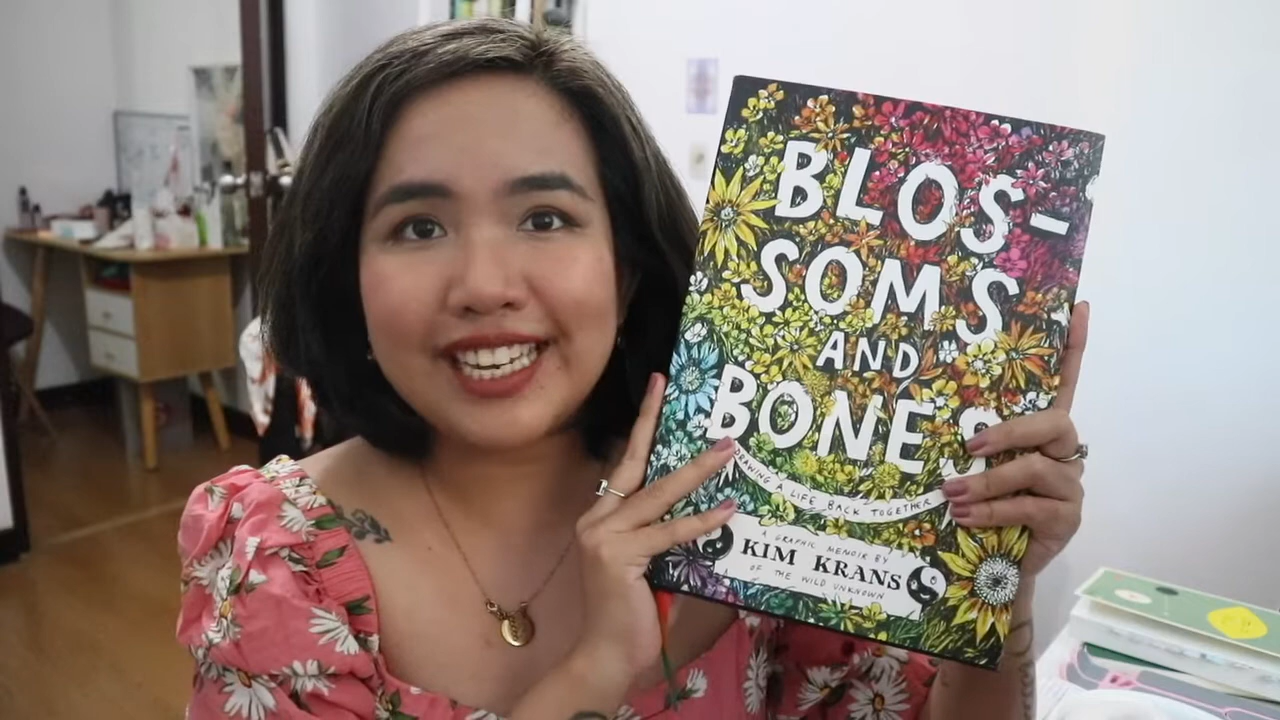 BLOS-
SOMS
AND
BONES
DRAWING A LIFE BACK TOGETHER
A GRAPHIC MEMOIR BY
KIM KRANS
OF THE WILD UNKNOWN